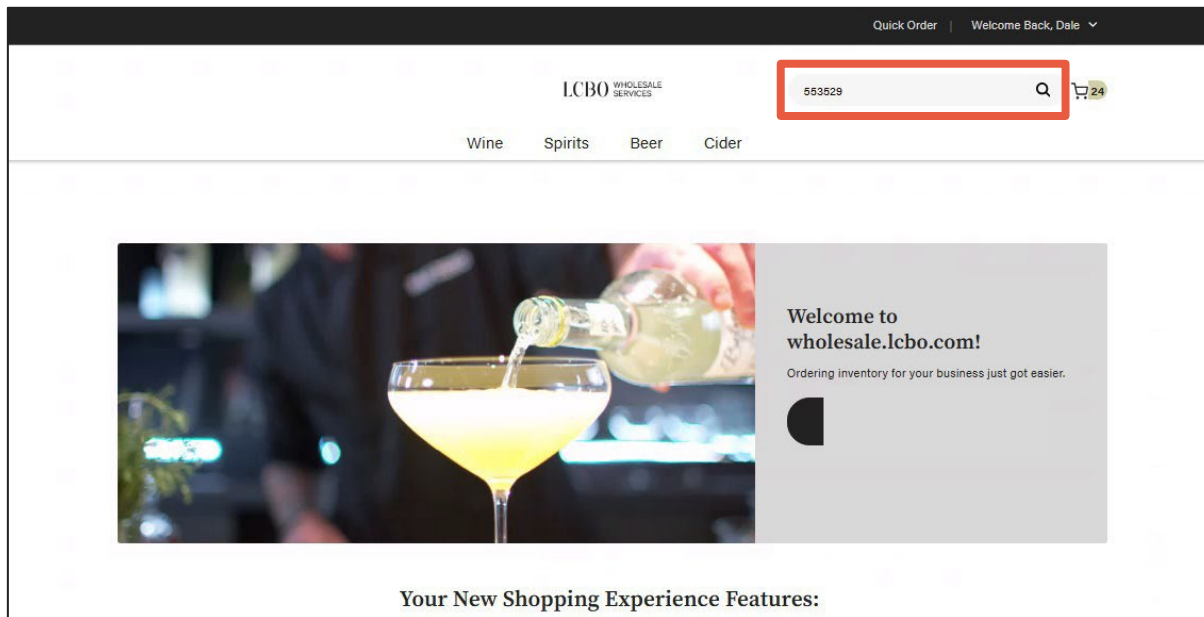 Quick Order | Welcome Back, Dale
LCBO WHOLESALE SERVICES
553529
24
Wine Spirits Beer Cider
Welcome to
wholesale.lcbo.com!
Ordering inventory for your business just got easier.
Your New Shopping Experience Features: